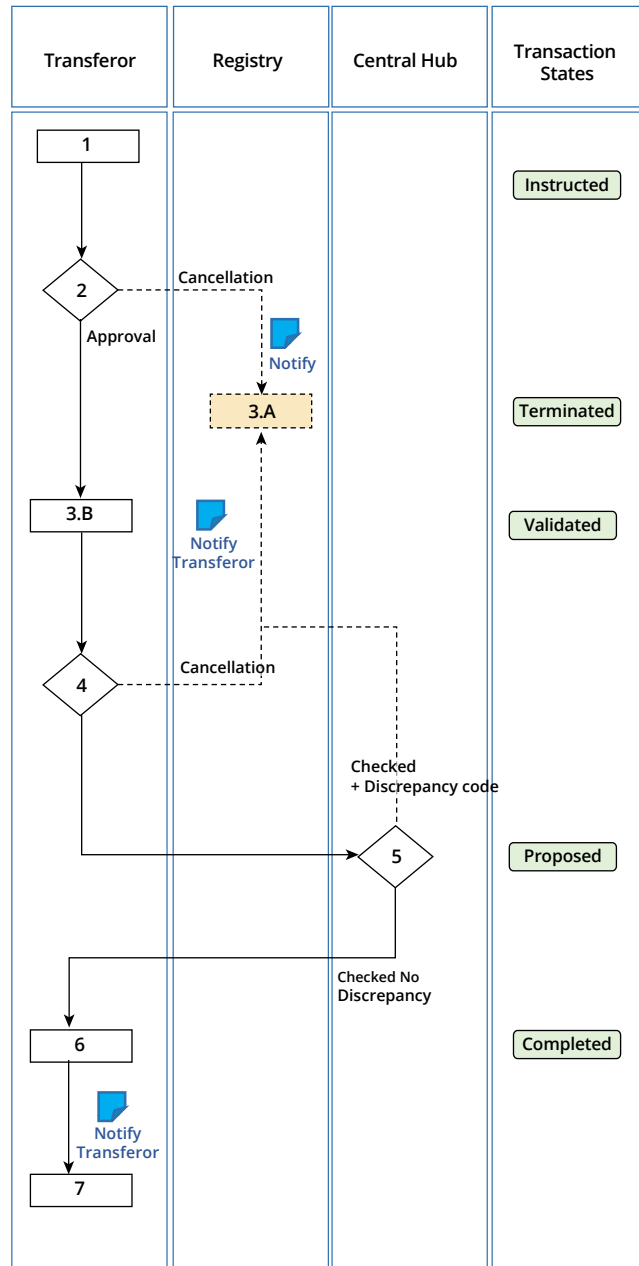 Transferor
Registry
Central Hub
Transaction
States
1
Instructed
Cancellation
2
Approval
Notify
3.A
Terminated
3.B
Notify
Transferor
Validated
4
Cancellation
Checked
+ Discrepancy code
5
Proposed
Checked No
Discrepancy
6
Completed
Notify
Transferor
7